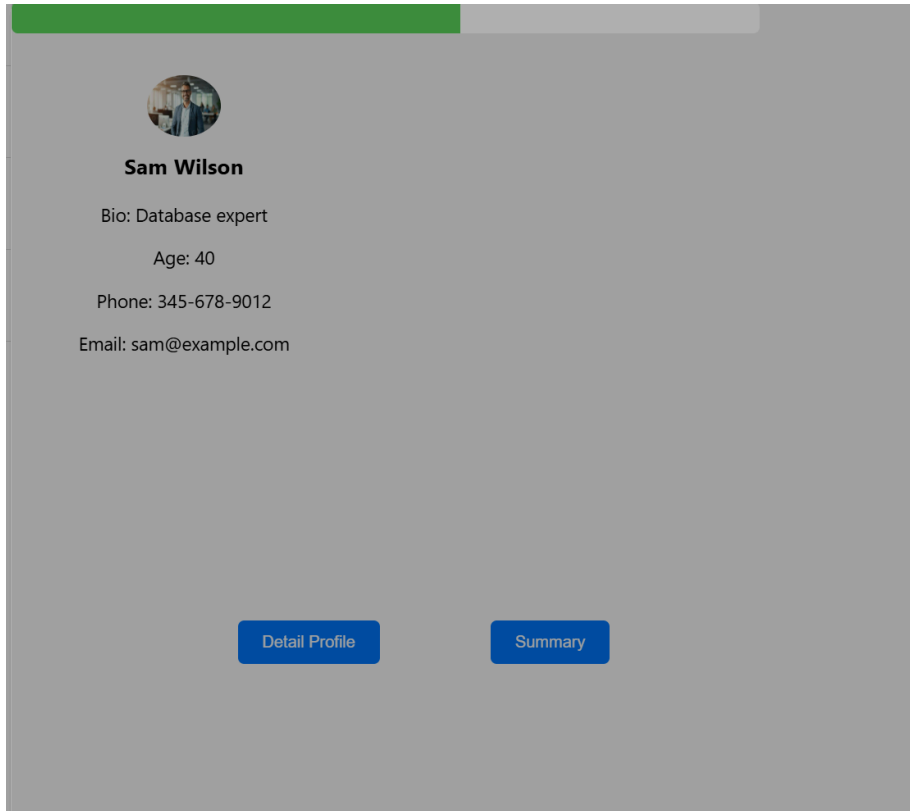 Sam Wilson
Bio: Database expert
Age: 40
Phone: 345-678-9012
Email: sam@example.com
Detail Profile
Summary